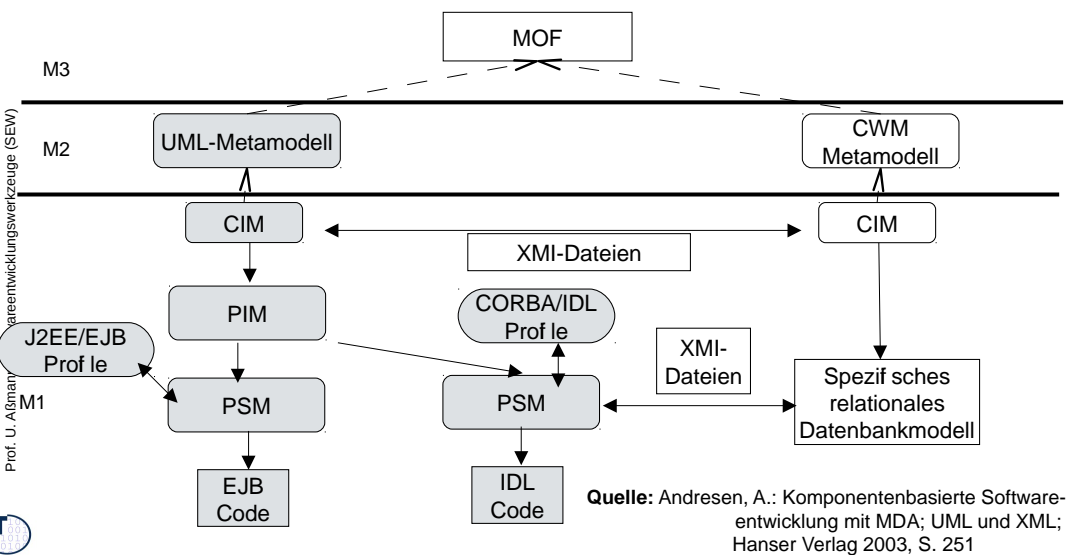 MOF
M3
UML-Metamodell
M2
CWM
Metamodell
CIM
CIM
XMI-Dateien
PIM
CORBA/IDL
Prof le
J2EE/EJB
Prof le
XMI-
Dateien
Spezif sches
relationales
Datenbankmodell
M1
PSM
PSM
EJB
Code
IDL
Code
Quelle: Andresen, A.: Komponentenbasierte Software-
entwicklung mit MDA; UML und XML;
Hanser Verlag 2003, S. 251
Prof. U. Aßmann areentwicklungswerkzeuge (SEW)